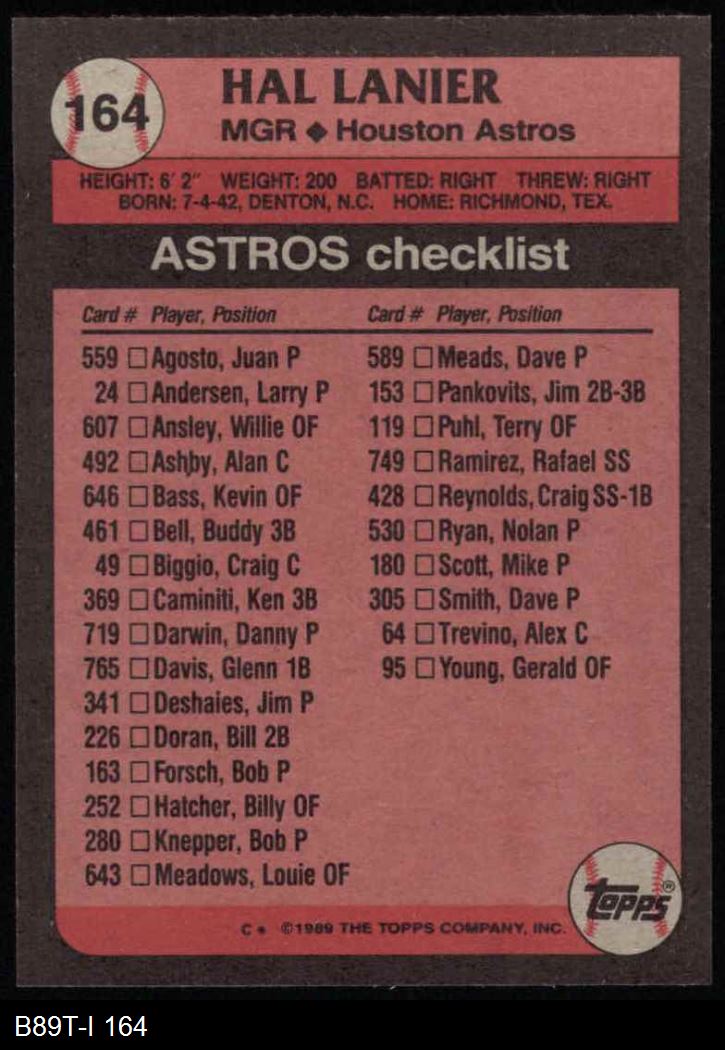 164
HAL LANIER
MGR ◆ Houston Astros
HEIGHT: 6' 2" WEIGHT: 200 BATTED: RIGHT THREW: RIGHT
BORN: 7-4-42, DENTON, N.C. HOME: RICHMOND, TEX.
ASTROS checklist
Card # Player, Position
559 ☐ Agosto, Juan P
24 ☐ Andersen, Larry P
607 ☐ Ansley, Willie OF
492 ☐ Ashby, Alan C
646 ☐ Bass, Kevin OF
461 ☐ Bell, Buddy 3B
49 ☐ Biggio, Craig C
369 ☐ Caminiti, Ken 3B
719 ☐ Darwin, Danny P
765 ☐ Davis, Glenn 1B
341 ☐ Deshaies, Jim P
226 ☐ Doran, Bill 2B
163 ☐ Forsch, Bob P
252 ☐ Hatcher, Billy OF
280 ☐ Knepper, Bob P
643 ☐ Meadows, Louie OF
Card # Player, Position
589 ☐ Meads, Dave P
153 ☐ Pankovits, Jim 2B-3B
119 ☐ Puhl, Terry OF
749 ☐ Ramirez, Rafael SS
428 ☐ Reynolds, Craig SS-1B
530 ☐ Ryan, Nolan P
180 ☐ Scott, Mike P
305 ☐ Smith, Dave P
64 ☐ Trevino, Alex C
95 ☐ Young, Gerald OF
topps®
C* ©1989 THE TOPPS COMPANY, INC.
B89T-I 164